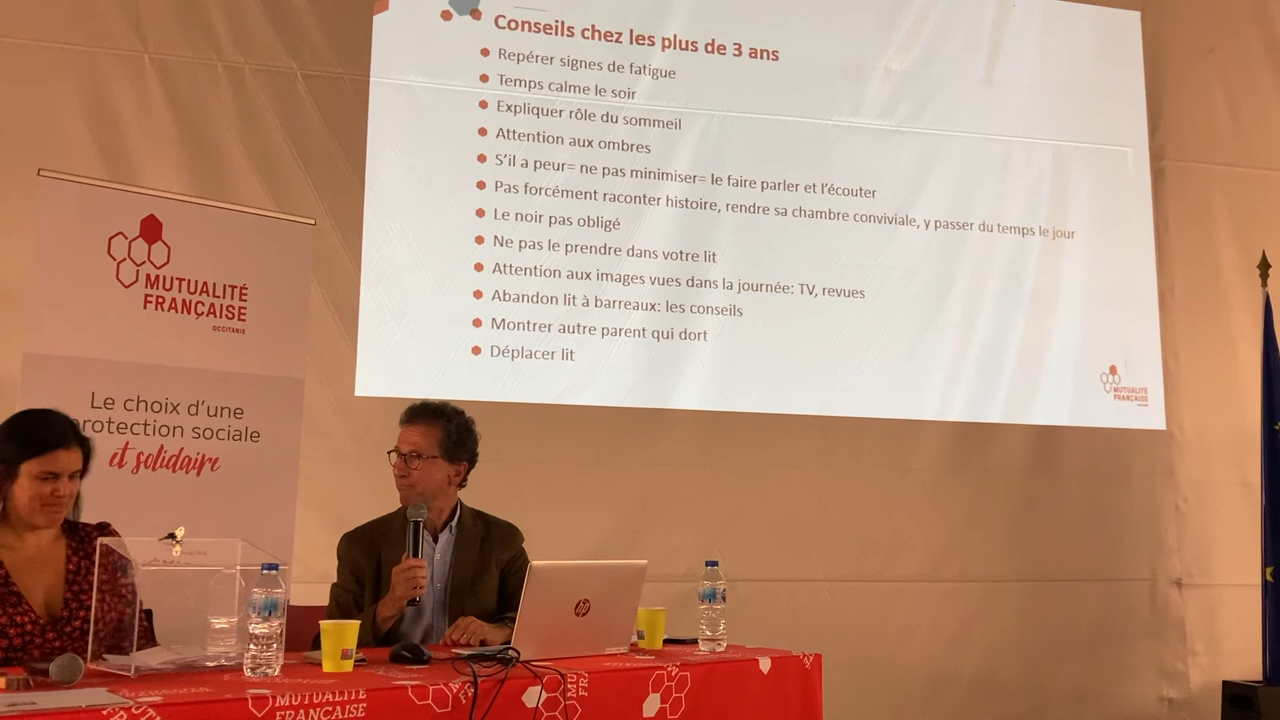 Conseils chez les plus de 3 ans
Repérer signes de fatigue
Temps calme le soir
Expliquer rôle du sommeil
Attention aux ombres
S'il a peur= ne pas minimiser= le faire parler et l'écouter
Pas forcément raconter histoire, rendre sa chambre conviviale, y passer du temps le jour
Le noir pas obligé
Ne pas le prendre dans votre lit
Attention aux images vues dans la journée: TV, revues
Abandon lit à barreaux: les conseils
Montrer autre parent qui dort
Déplacer lit
MUTUALITÉ
FRANÇAISE
MUTUALITÉ
FRANÇAISE
OCCITANIE
Le choix d'une
protection sociale
et solidaire
hp
MUTUALITÉ
FRANÇAISE